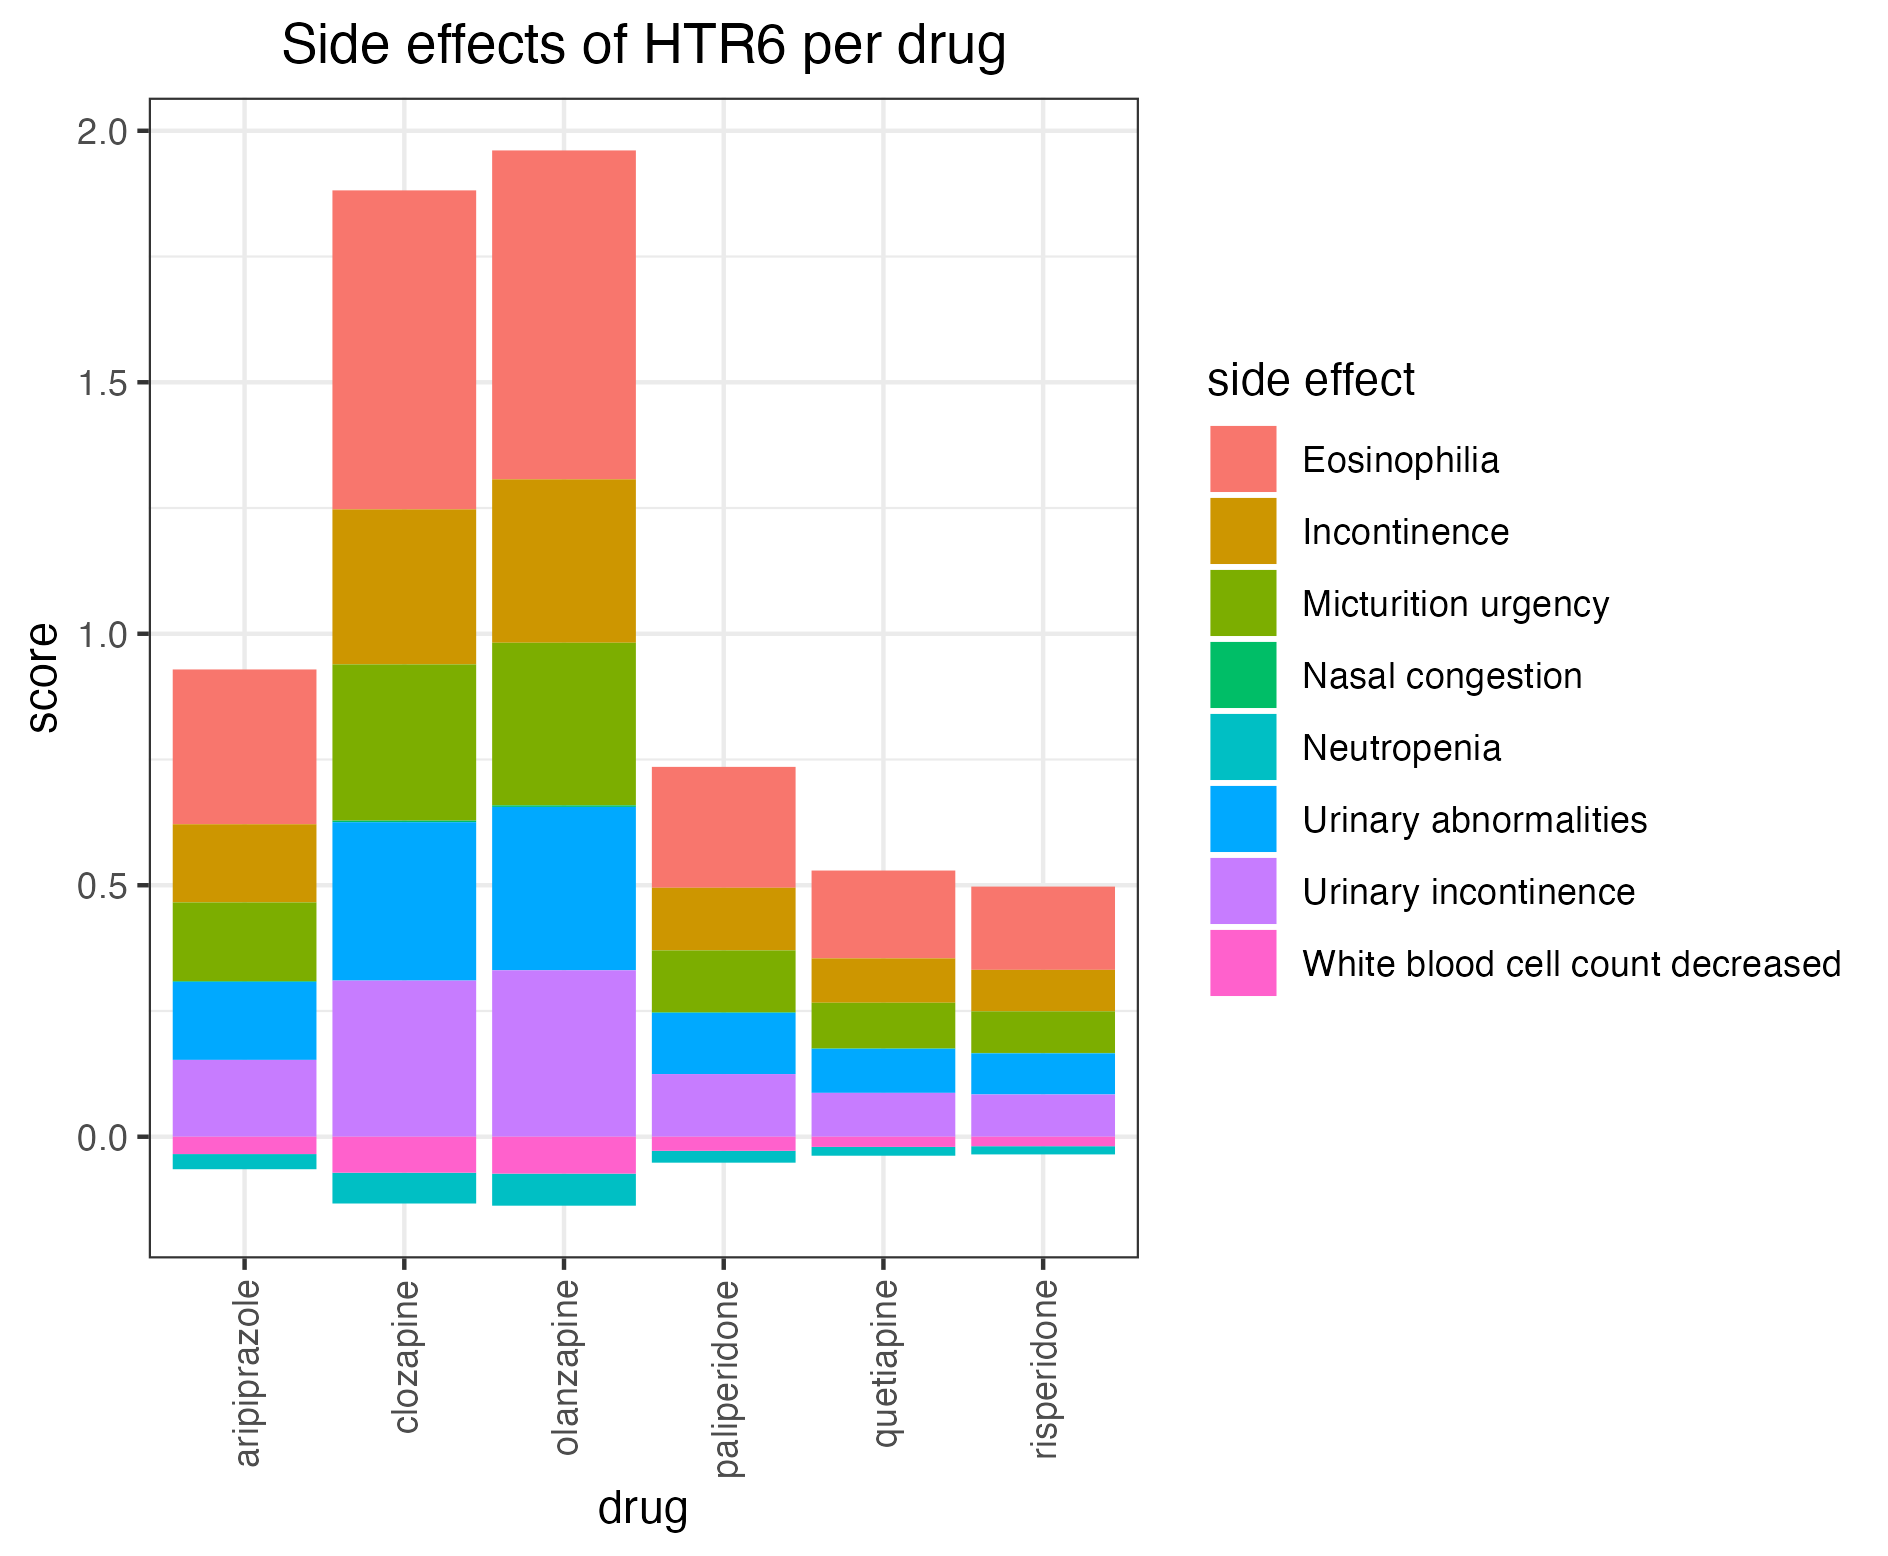 Side effects of HTR6 per drug
2.0
1.5
1.0
0.5
0.0
score
aripiprazole
clozapine
olanzapine
paliperidone
quetiapine
risperidone
drug
side effect
Eosinophilia
Incontinence
Micturition urgency
Nasal congestion
Neutropenia
Urinary abnormalities
Urinary incontinence
White blood cell count decreased